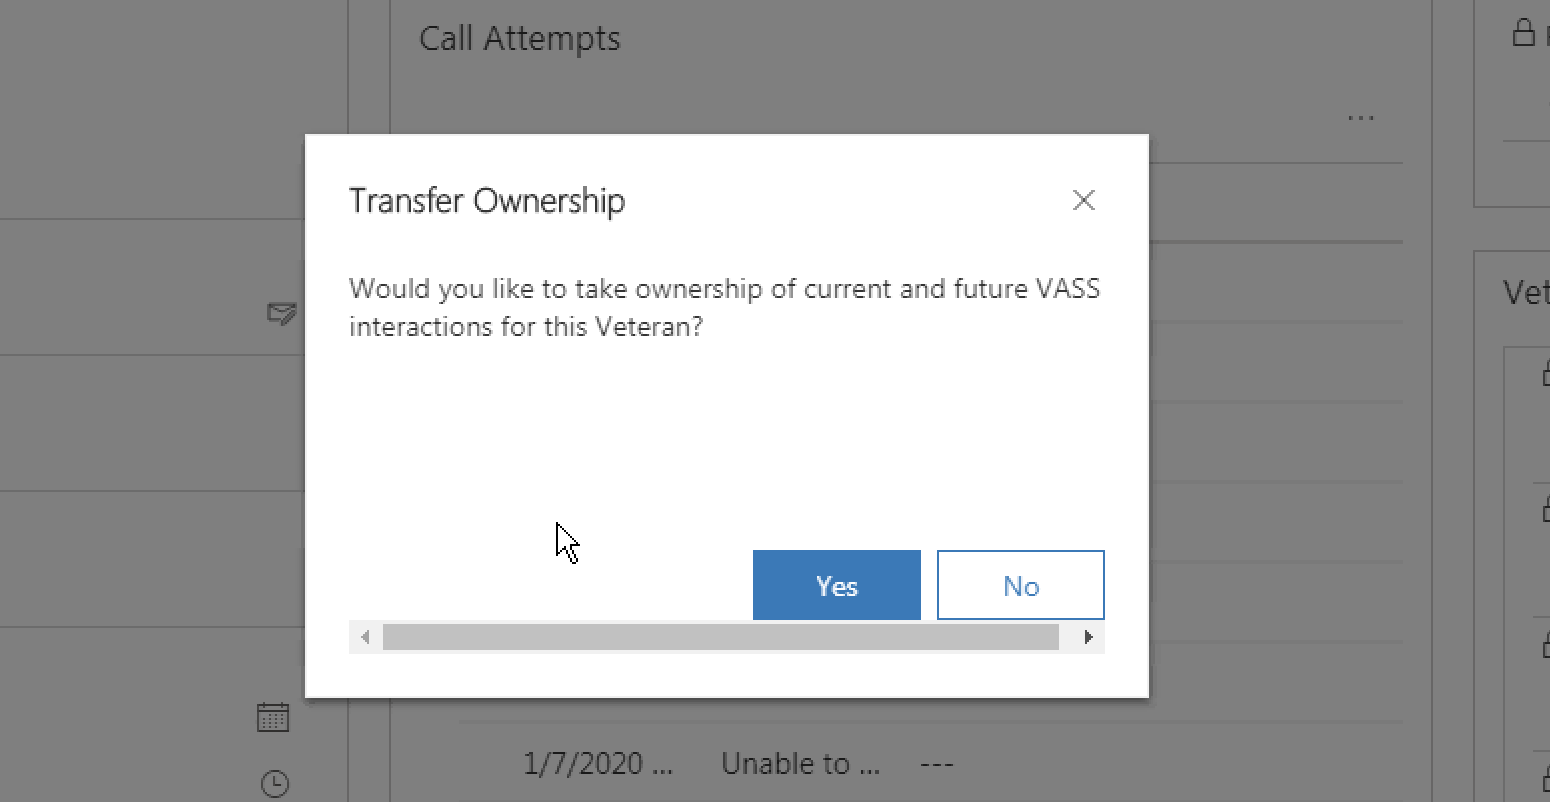 Call Attempts
...
Transfer Ownership
Would you like to take ownership of current and future VASS
interactions for this Veteran?
Yes
No
Vet
1/7/2020 ... Unable to ... ---